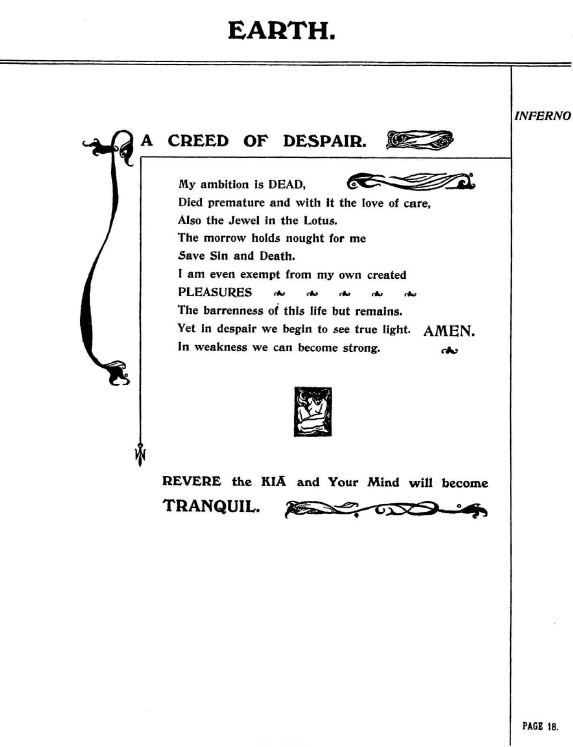 EARTH.
INFERNO
A CREED OF DESPAIR.
My ambition is DEAD,
Died premature and with it the love of care,
Also the Jewel in the Lotus.
The morrow holds nought for me
Save Sin and Death.
I am even exempt from my own created
PLEASURES
The barrenness of this life but remains.
Yet in despair we begin to see true light. AMEN.
In weakness we can become strong.
REVERE the KIĀ and Your Mind will become
TRANQUIL.
PAGE 18.